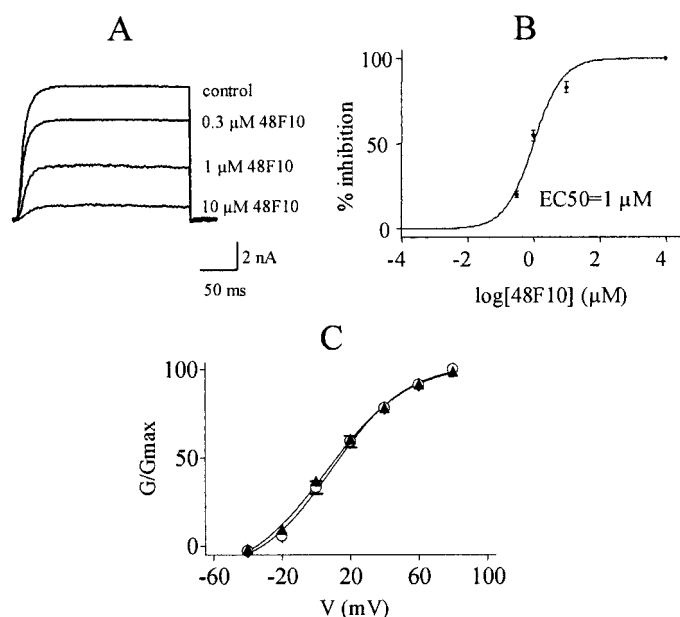 A
control
0.3 μM 48F10
1 μM 48F10
10 μM 48F10
2 nA
50 ms
B
100
50
0
% inhibition
EC50=1 μM
-4
-2
0
2
4
log[48F10] (μM)
C
100
50
0
G/Gmax
-60
-20
20
60
100
V (mV)